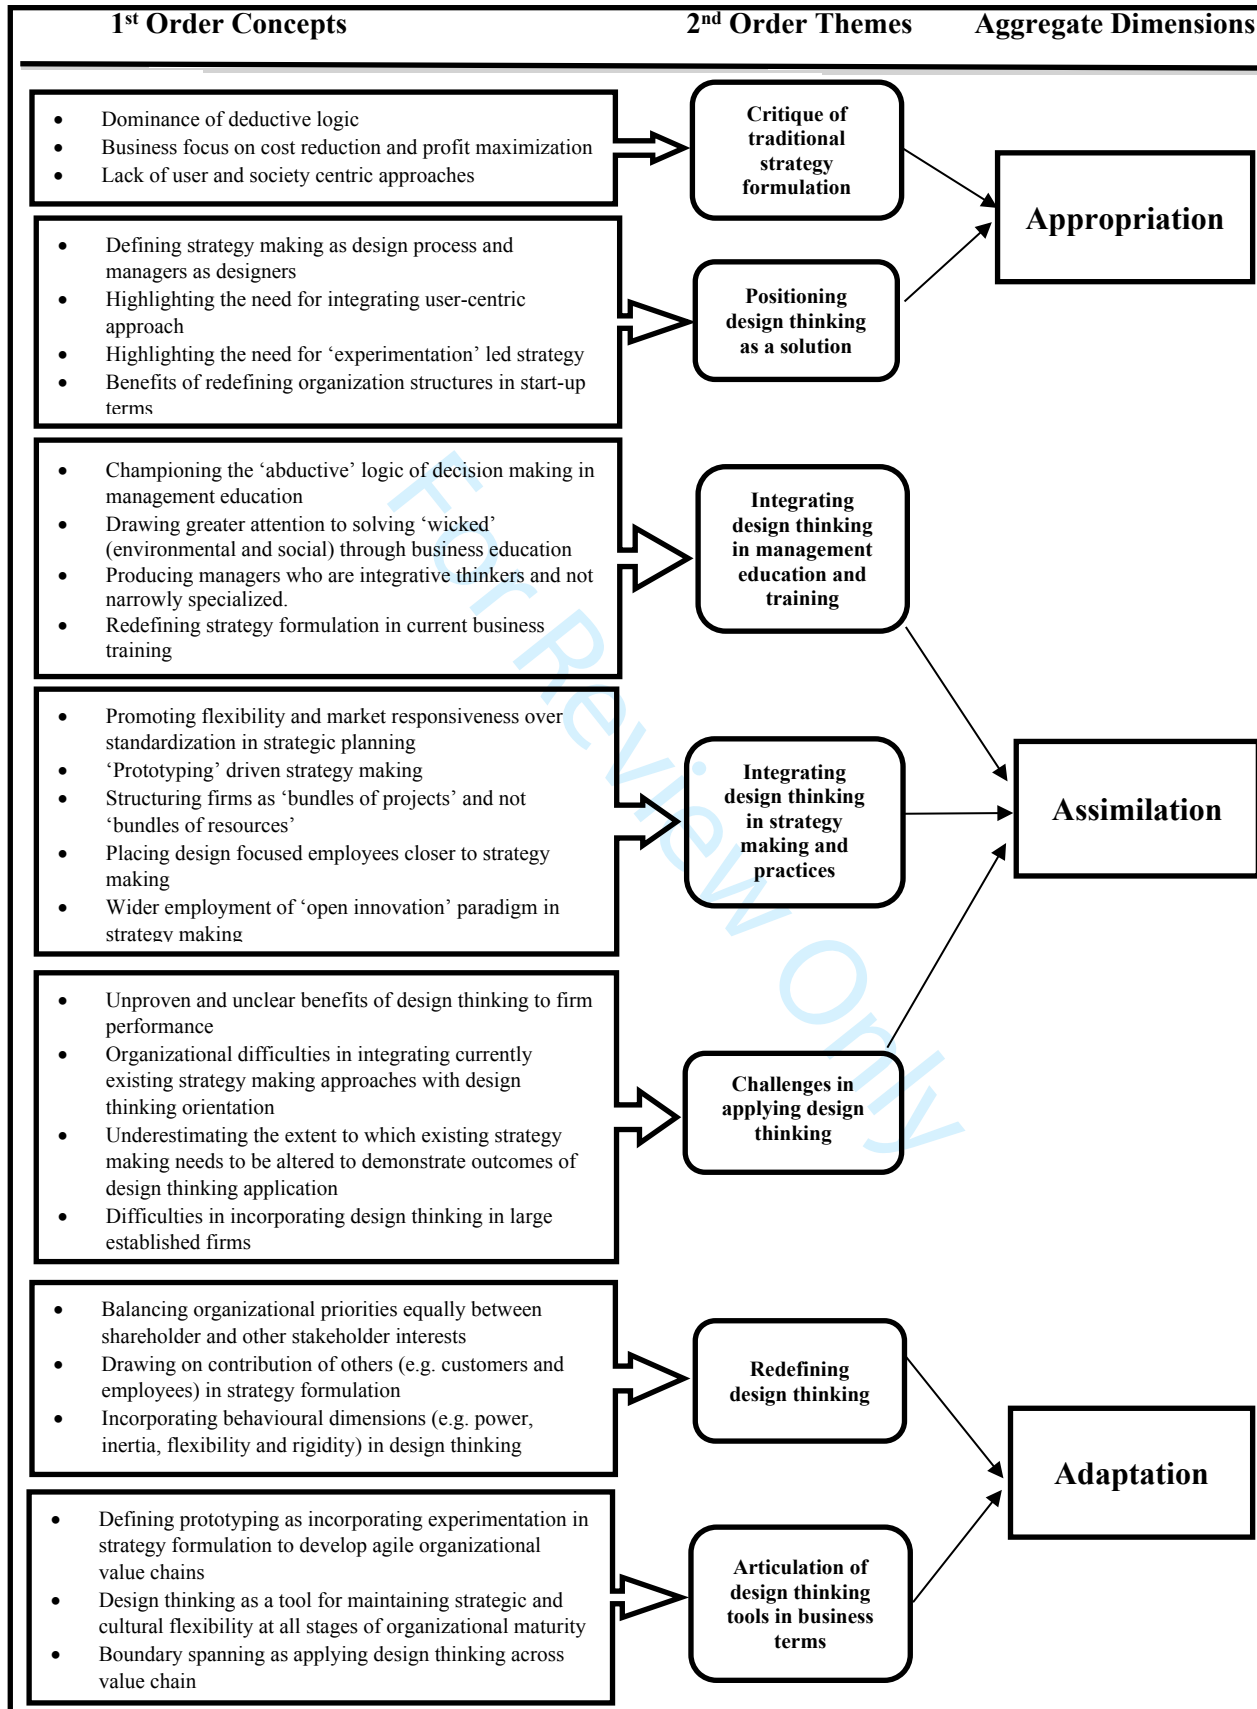 1st Order Concepts
2nd Order Themes
Aggregate Dimensions
• Dominance of deductive logic
• Business focus on cost reduction and profit maximization
• Lack of user and society centric approaches
Critique of
traditional
strategy
formulation
Appropriation
• Defining strategy making as design process and
managers as designers
• Highlighting the need for integrating user-centric
approach
• Highlighting the need for ‘experimentation’ led strategy
• Benefits of redefining organization structures in start-up
terms
Positioning
design thinking
as a solution
• Championing the ‘abductive’ logic of decision making in
management education
• Drawing greater attention to solving ‘wicked’
(environmental and social) through business education
• Producing managers who are integrative thinkers and not
narrowly specialized.
• Redefining strategy formulation in current business
training
Integrating
design thinking
in management
education and
training
• Promoting flexibility and market responsiveness over
standardization in strategic planning
• ‘Prototyping’ driven strategy making
• Structuring firms as ‘bundles of projects’ and not
‘bundles of resources’
• Placing design focused employees closer to strategy
making
• Wider employment of ‘open innovation’ paradigm in
strategy making
Integrating
design thinking
in strategy
making and
practices
Assimilation
• Unproven and unclear benefits of design thinking to firm
performance
• Organizational difficulties in integrating currently
existing strategy making approaches with design
thinking orientation
• Underestimating the extent to which existing strategy
making needs to be altered to demonstrate outcomes of
design thinking application
• Difficulties in incorporating design thinking in large
established firms
Challenges in
applying design
thinking
• Balancing organizational priorities equally between
shareholder and other stakeholder interests
• Drawing on contribution of others (e.g. customers and
employees) in strategy formulation
• Incorporating behavioural dimensions (e.g. power,
inertia, flexibility and rigidity) in design thinking
Redefining
design thinking
Adaptation
• Defining prototyping as incorporating experimentation in
strategy formulation to develop agile organizational
value chains
• Design thinking as a tool for maintaining strategic and
cultural flexibility at all stages of organizational maturity
• Boundary spanning as applying design thinking across
value chain
Articulation of
design thinking
tools in business
terms
For Review Only